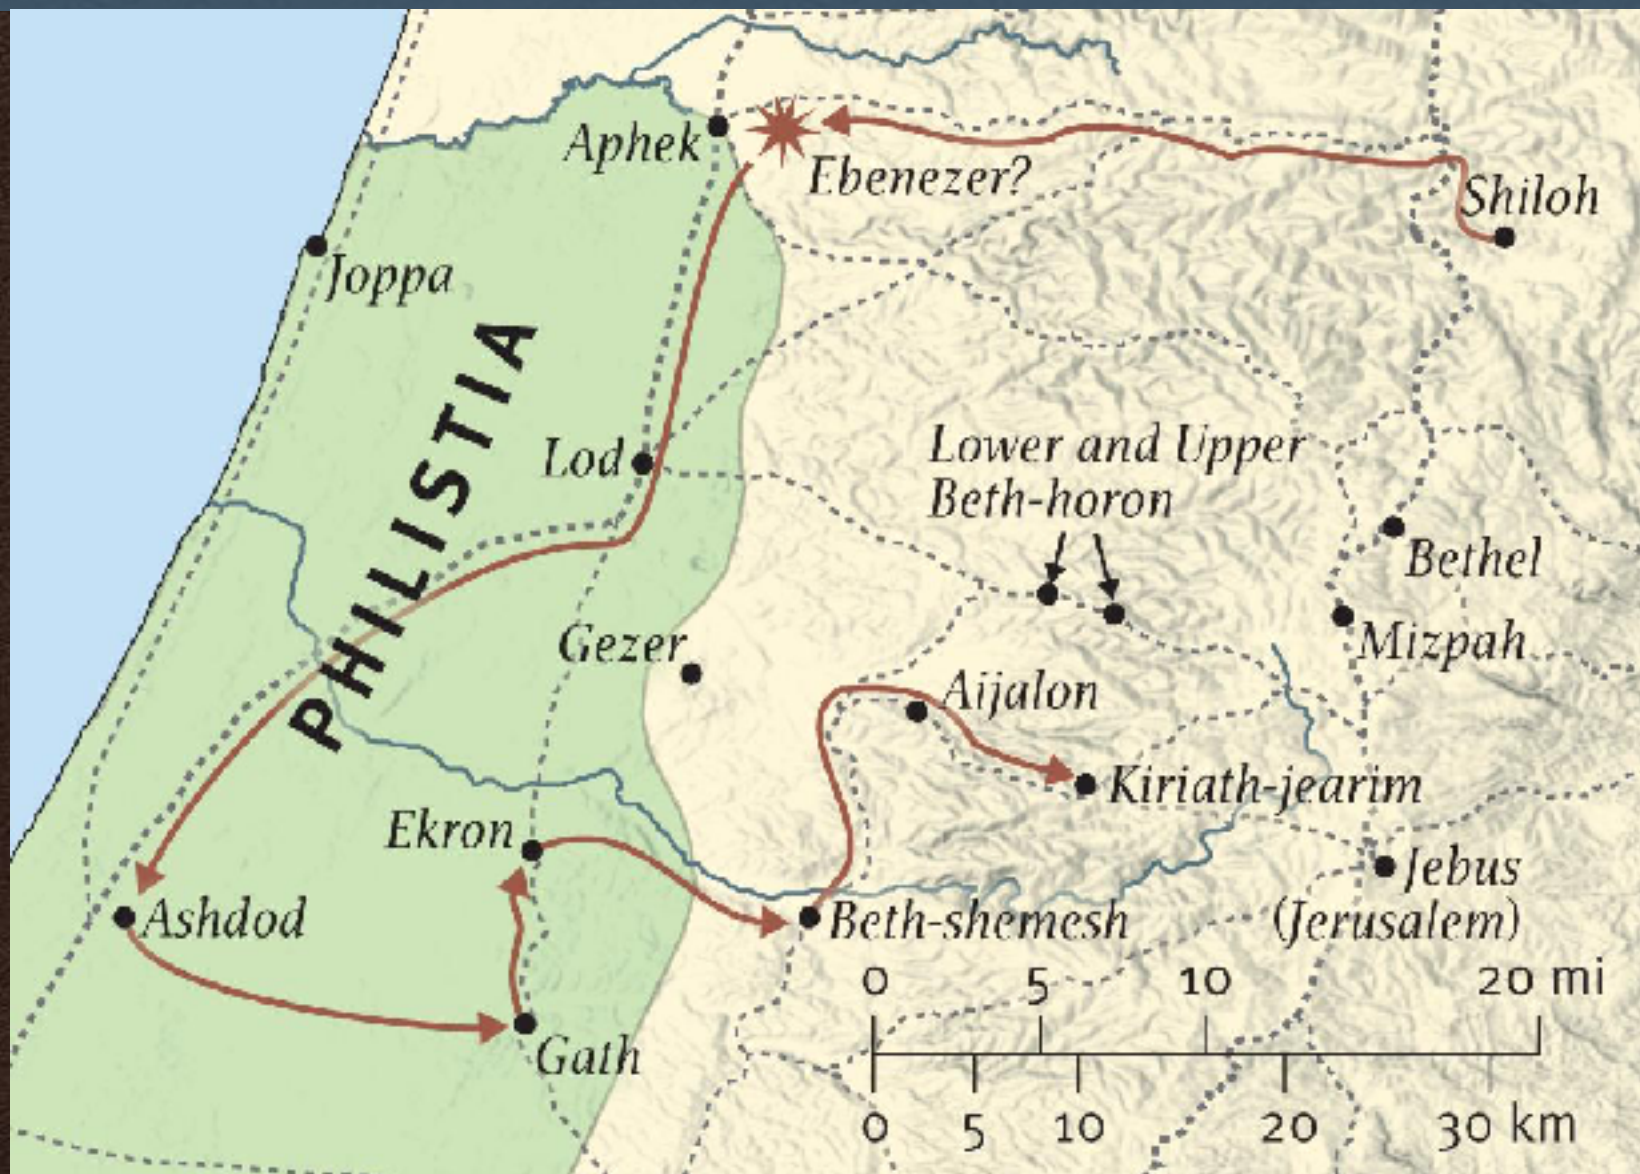 Aphek
Ebenezer?
Shiloh
Joppa
PHILISTIA
Lod
Lower and Upper
Beth-horon
Bethel
Gezer
Mizpah
Aijalon
Kiriath-jearim
Ekron
Jebus
(Jerusalem)
Ashdod
Beth-shemesh
Gath
0 5 10 20 mi
0 5 10 20 30 km